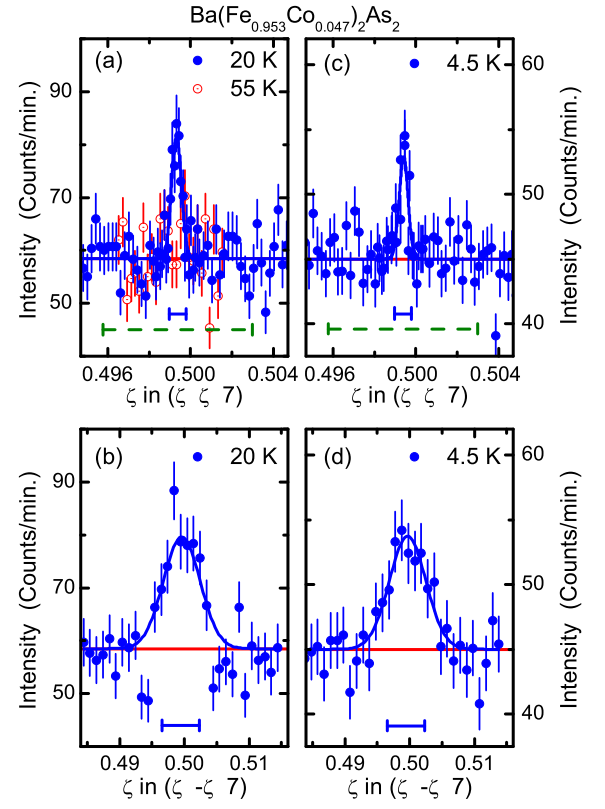 Ba(Fe0.953Co0.047)2As2
(a) 20 K
55 K
(c) 4.5 K
90
70
50
60
50
40
Intensity (Counts/min.)
Intensity (Counts/min.)
0.496 0.500 0.504
0.496 0.500 0.504
ζ in (ζ ζ 7)
ζ in (ζ ζ 7)
(b) 20 K
(d) 4.5 K
90
70
50
60
50
40
Intensity (Counts/min.)
Intensity (Counts/min.)
0.49 0.50 0.51
0.49 0.50 0.51
ζ in (ζ -ζ 7)
ζ in (ζ -ζ 7)